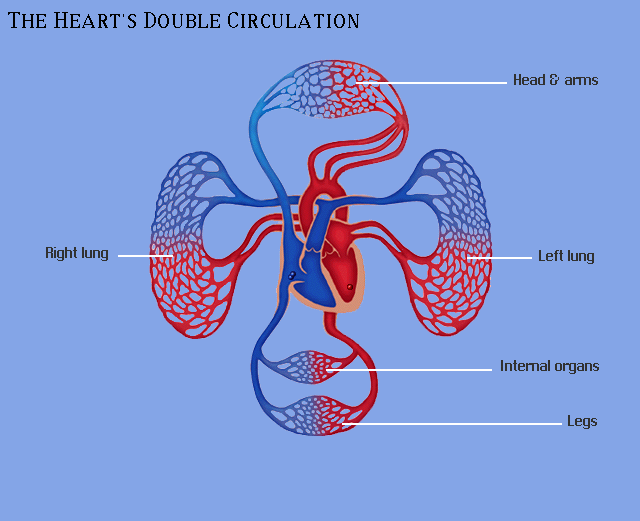 The Heart's Double Circulation
Head & arms
Right lung
Left lung
Internal organs
Legs